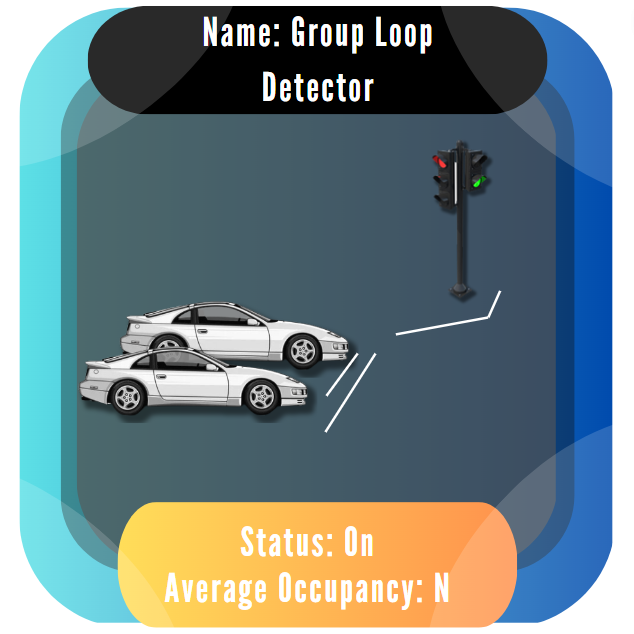 Name: Group Loop
Detector
Status: On
Average Occupancy: N